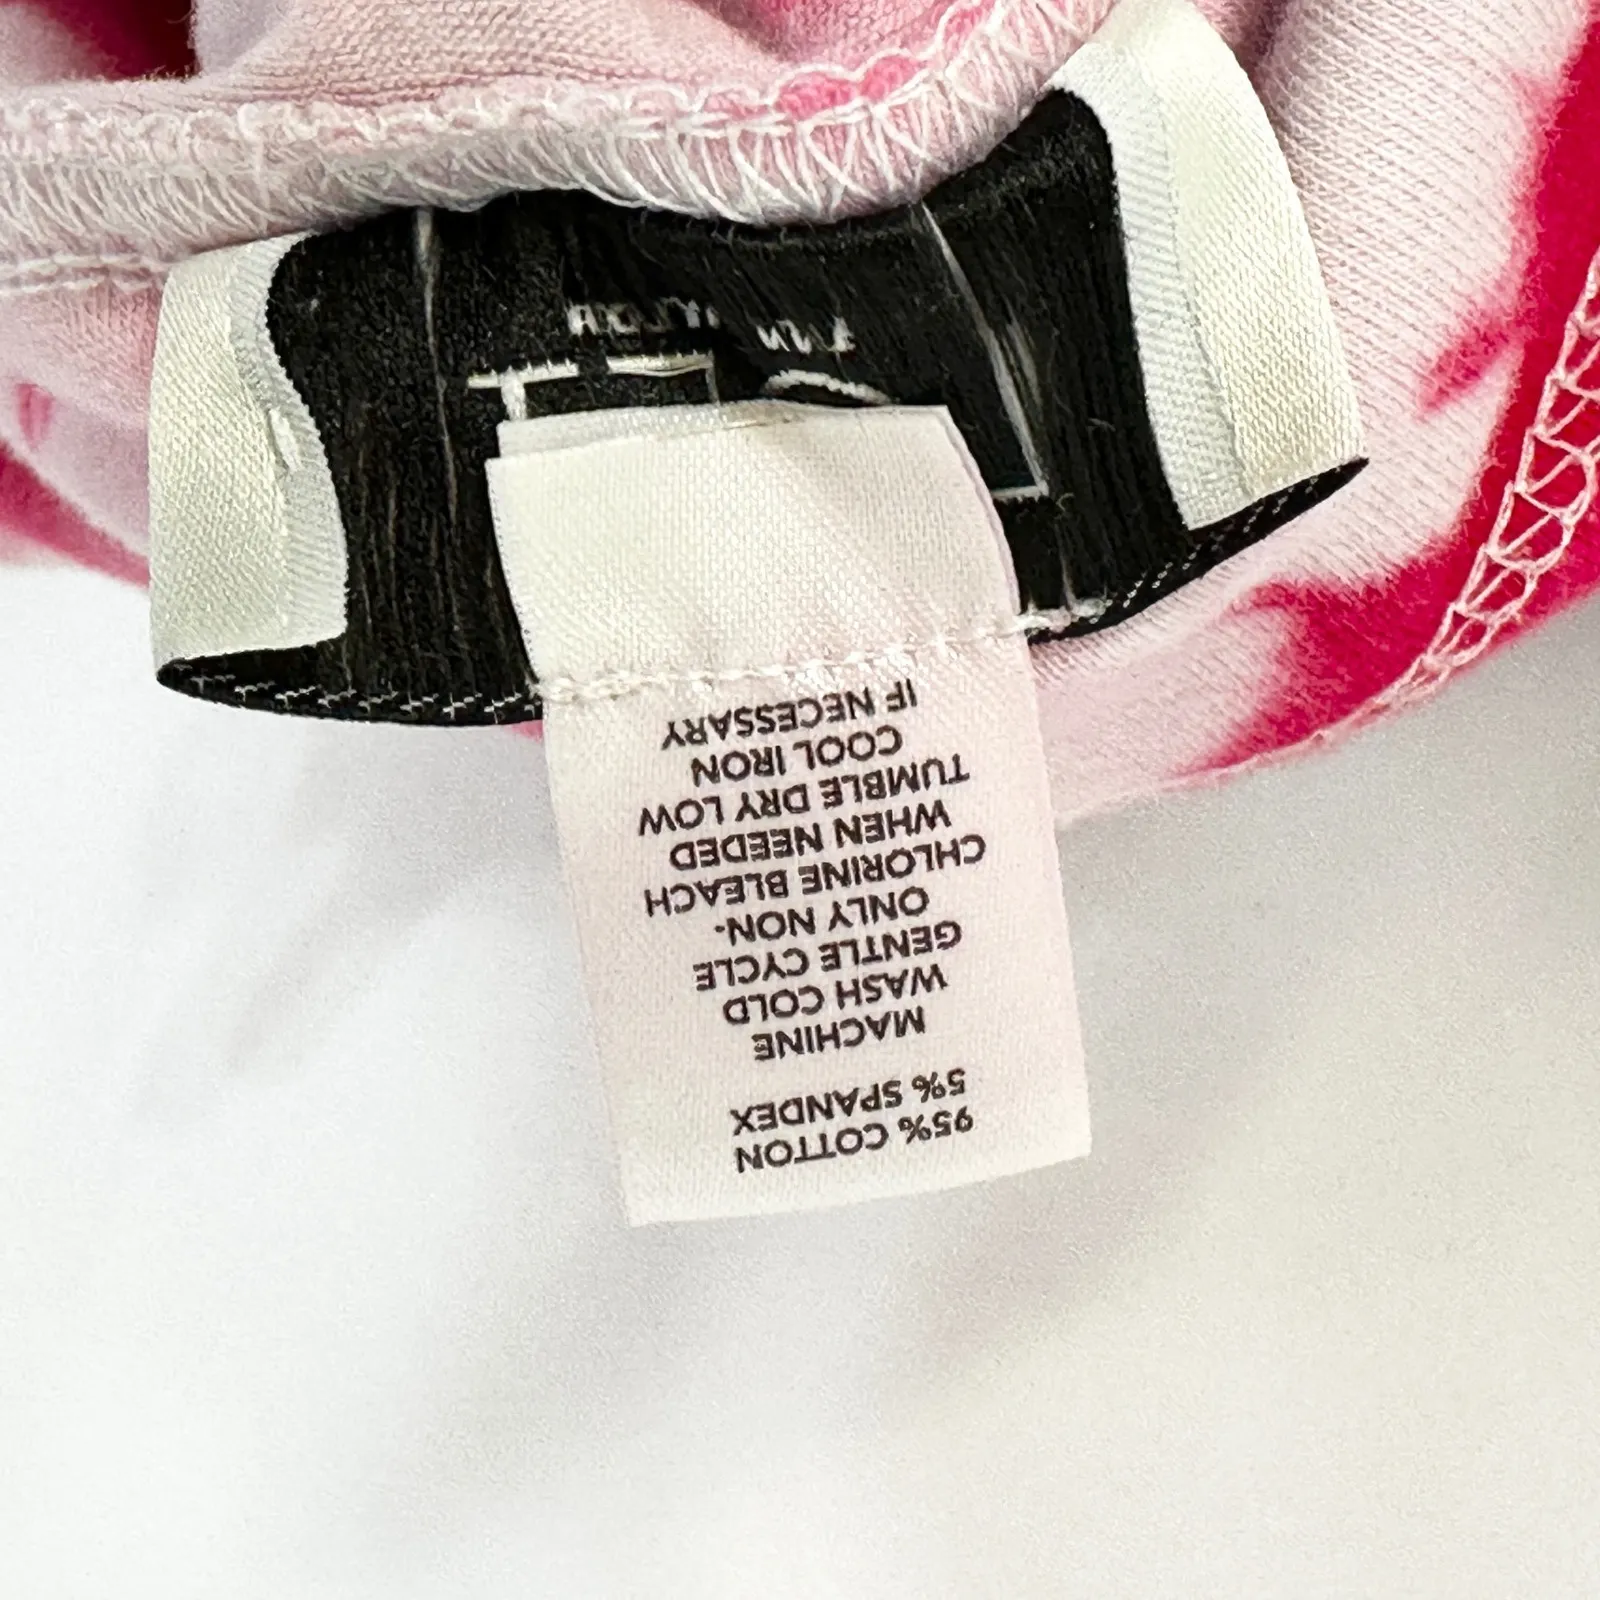 95% COTTON
5% SPANDEX
MACHINE
WASH COLD
GENTLE CYCLE
ONLY NON-
CHLORINE BLEACH
WHEN NEEDED
TUMBLE DRY LOW
COOL IRON
IF NECESSARY